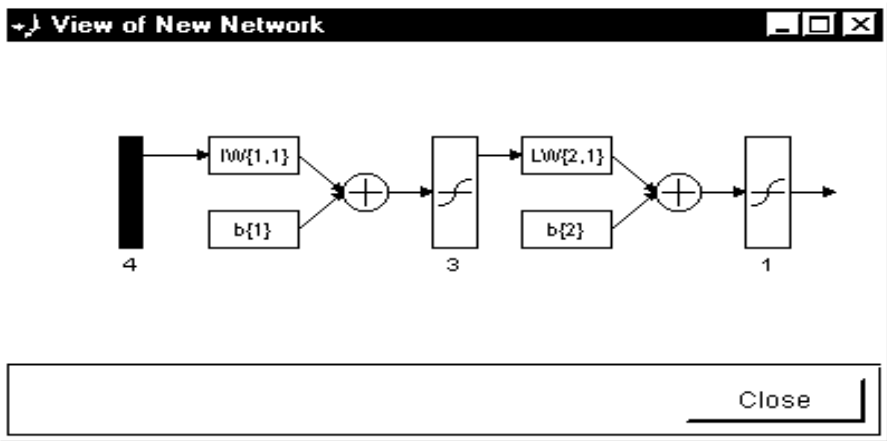 View of New Network
IW{1,1}
LW{2,1}
b{1}
b{2}
4
3
1
Close